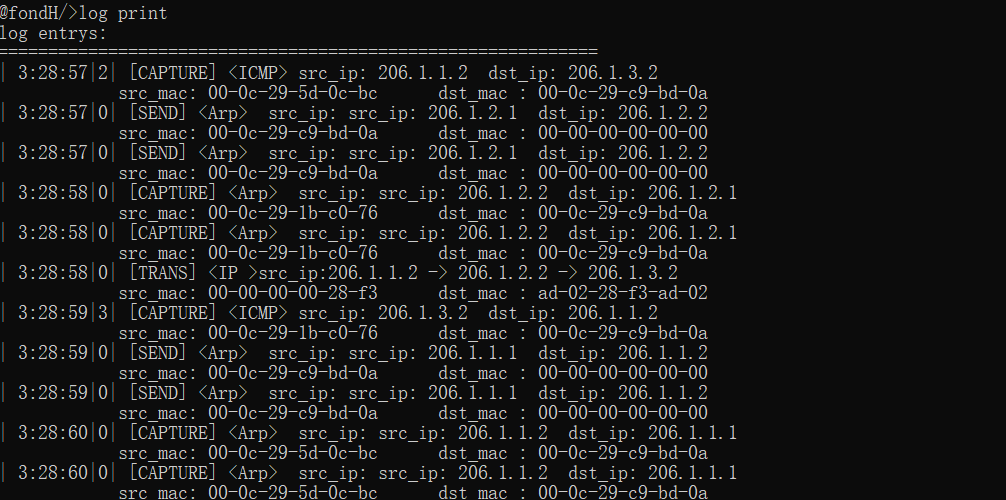 @fondH/>log print
log entrys:
============================================================
| 3:28:57|2| [CAPTURE] <ICMP> src_ip: 206.1.1.2  dst_ip: 206.1.3.2
            src_mac: 00-0c-29-5d-0c-bc      dst_mac : 00-0c-29-c9-bd-0a
| 3:28:57|0| [SEND] <Arp>  src_ip: src_ip: 206.1.2.1  dst_ip: 206.1.2.2
            src_mac: 00-0c-29-c9-bd-0a      dst_mac : 00-00-00-00-00-00
| 3:28:57|0| [SEND] <Arp>  src_ip: src_ip: 206.1.2.1  dst_ip: 206.1.2.2
            src_mac: 00-0c-29-c9-bd-0a      dst_mac : 00-00-00-00-00-00
| 3:28:58|0| [CAPTURE] <Arp>  src_ip: src_ip: 206.1.2.2  dst_ip: 206.1.2.1
            src_mac: 00-0c-29-1b-c0-76      dst_mac : 00-0c-29-c9-bd-0a
| 3:28:58|0| [CAPTURE] <Arp>  src_ip: src_ip: 206.1.2.2  dst_ip: 206.1.2.1
            src_mac: 00-0c-29-1b-c0-76      dst_mac : 00-0c-29-c9-bd-0a
| 3:28:58|0| [TRANS] <IP >src_ip:206.1.1.2 -> 206.1.2.2 -> 206.1.3.2
            src_mac: 00-00-00-00-28-f3      dst_mac : ad-02-28-f3-ad-02
| 3:28:59|3| [CAPTURE] <ICMP> src_ip: 206.1.3.2  dst_ip: 206.1.1.2
            src_mac: 00-0c-29-1b-c0-76      dst_mac : 00-0c-29-c9-bd-0a
| 3:28:59|0| [SEND] <Arp>  src_ip: src_ip: 206.1.1.1  dst_ip: 206.1.1.2
            src_mac: 00-0c-29-c9-bd-0a      dst_mac : 00-00-00-00-00-00
| 3:28:59|0| [SEND] <Arp>  src_ip: src_ip: 206.1.1.1  dst_ip: 206.1.1.2
            src_mac: 00-0c-29-c9-bd-0a      dst_mac : 00-00-00-00-00-00
| 3:28:60|0| [CAPTURE] <Arp>  src_ip: src_ip: 206.1.1.2  dst_ip: 206.1.1.1
            src_mac: 00-0c-29-5d-0c-bc      dst_mac : 00-0c-29-c9-bd-0a
| 3:28:60|0| [CAPTURE] <Arp>  src_ip: src_ip: 206.1.1.2  dst_ip: 206.1.1.1
            src_mac: 00-0c-29-5d-0c-bc      dst_mac : 00-0c-29-c9-bd-0a